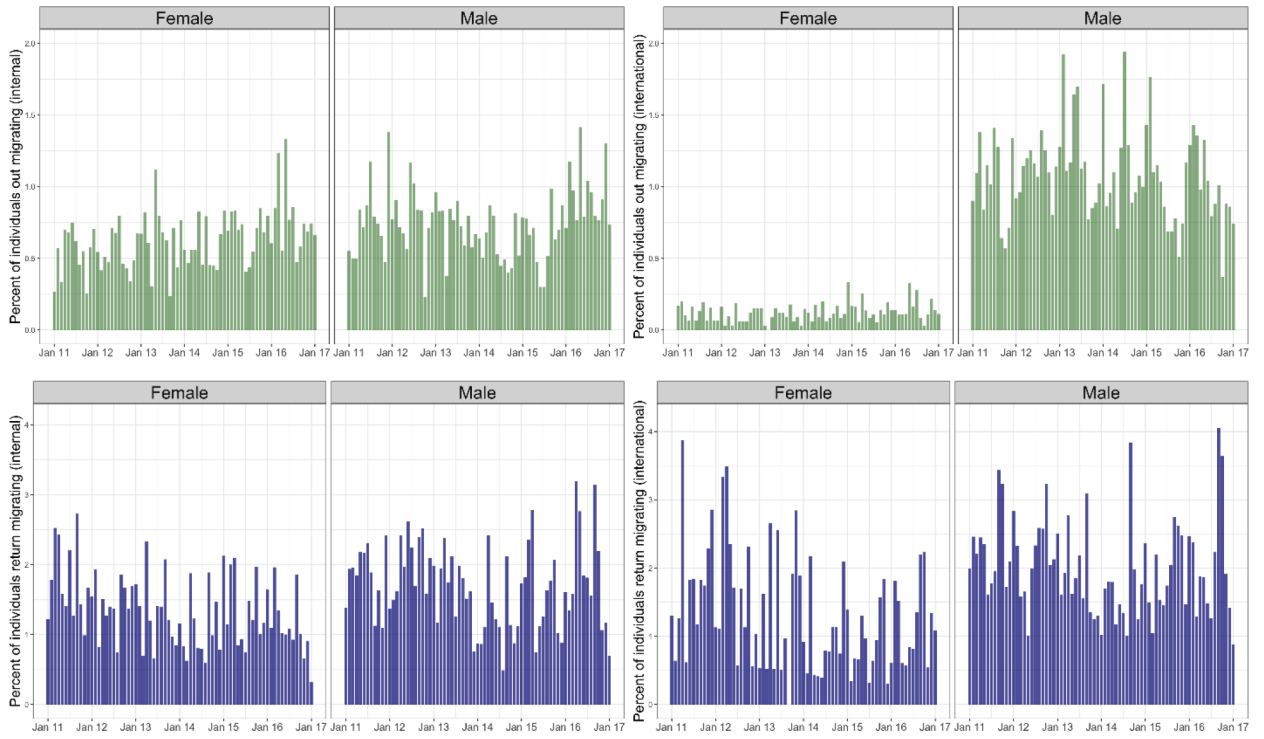 Female Male Female Male
Percent of individuals out migrating (internal)
2.0
1.5
1.0
0.5
0.0
Jan 11 Jan 12 Jan 13 Jan 14 Jan 15 Jan 16 Jan 17 Jan 11 Jan 12 Jan 13 Jan 14 Jan 15 Jan 16 Jan 17
Percent of individuals out migrating (international)
2.0
1.5
1.0
0.5
0.0
Jan 11 Jan 12 Jan 13 Jan 14 Jan 15 Jan 16 Jan 17 Jan 11 Jan 12 Jan 13 Jan 14 Jan 15 Jan 16 Jan 17
Female Male Female Male
Percent of individuals return migrating (internal)
4
3
2
1
0
Jan 11 Jan 12 Jan 13 Jan 14 Jan 15 Jan 16 Jan 17 Jan 11 Jan 12 Jan 13 Jan 14 Jan 15 Jan 16 Jan 17
Percent of individuals return migrating (international)
4
3
2
1
0
Jan 11 Jan 12 Jan 13 Jan 14 Jan 15 Jan 16 Jan 17 Jan 11 Jan 12 Jan 13 Jan 14 Jan 15 Jan 16 Jan 17